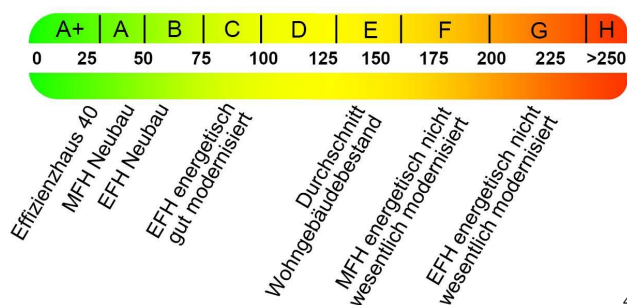 A+ A B C D E F G H
0 25 50 75 100 125 150 175 200 225 >250
Effizienzhaus 40
MFH Neubau
EFH Neubau
EFH energetisch
gut modernisiert
Durchschnitt
Wohngebäudebestand
MFH energetisch nicht
wesentlich modernisiert
EFH energetisch nicht
wesentlich modernisiert